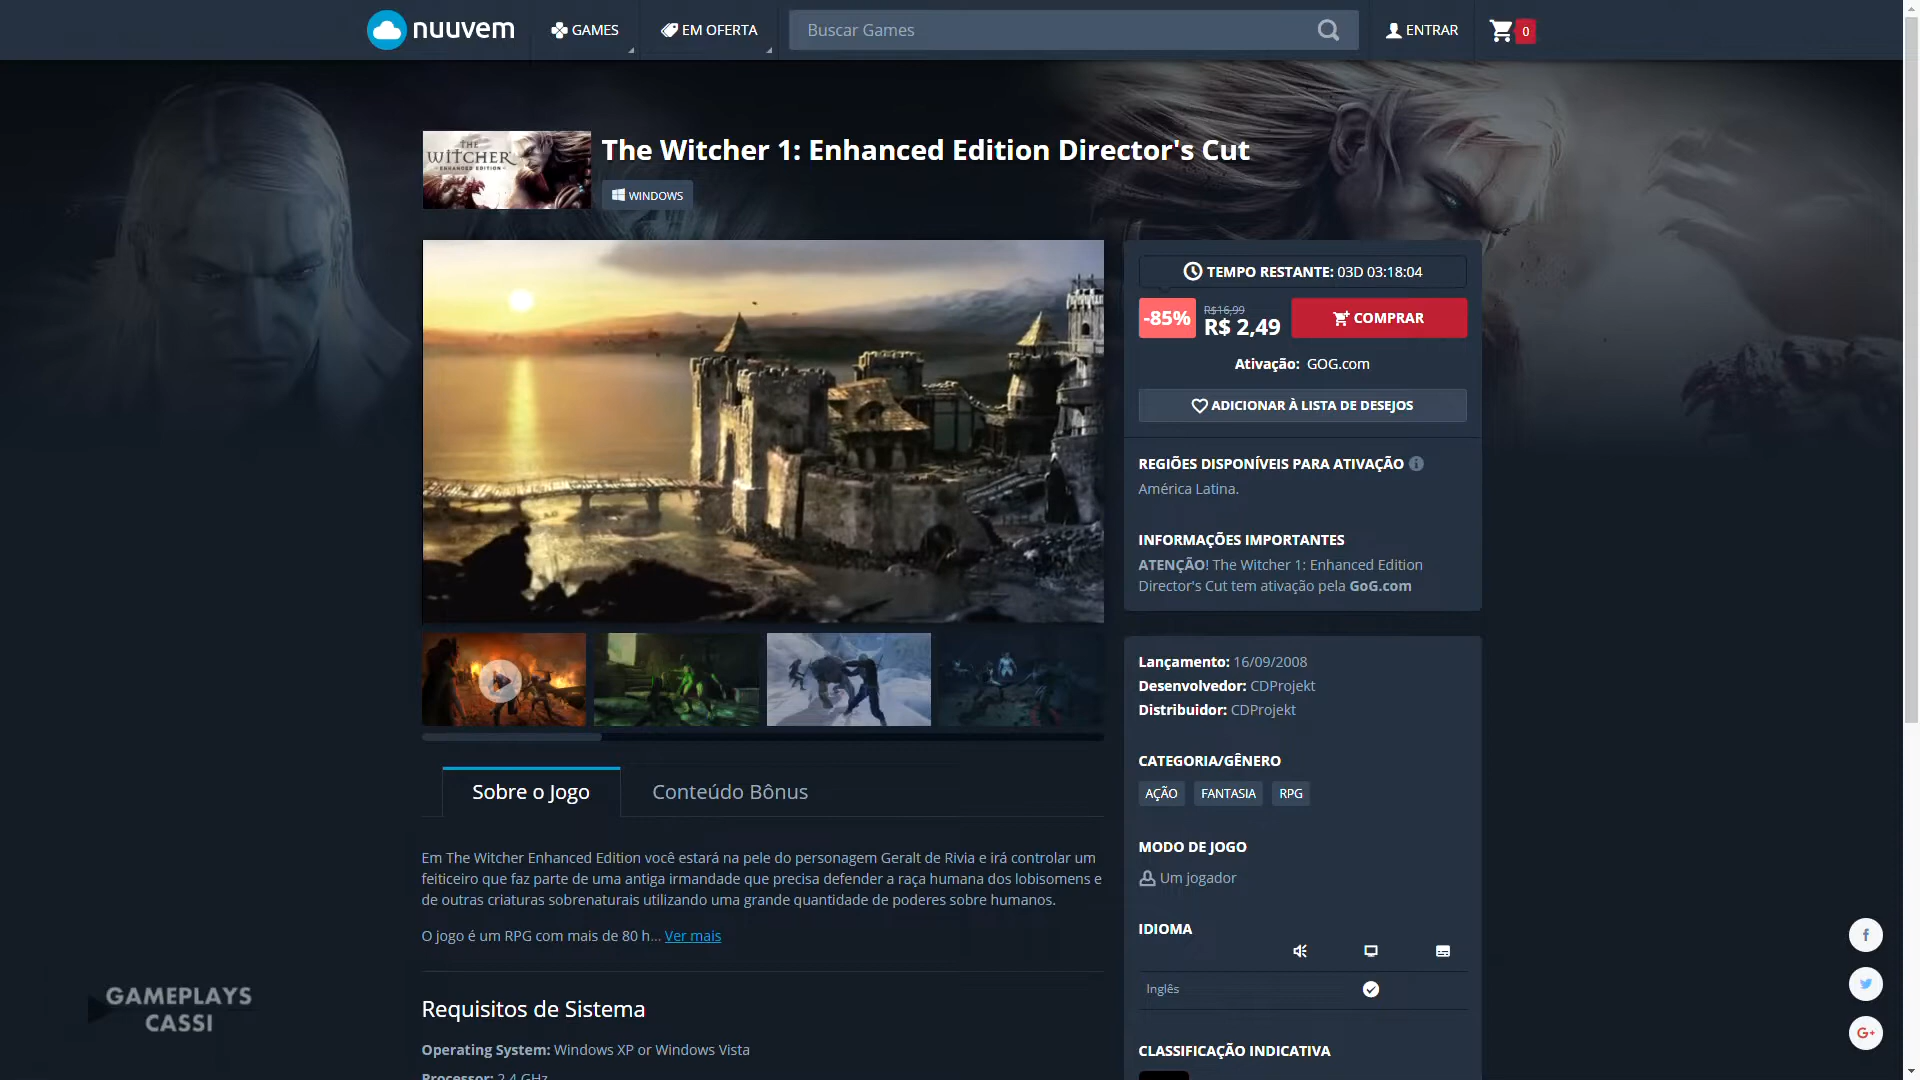 nuuvem
GAMES
EM OFERTA
Buscar Games
ENTRAR
0
THE
WITCHER
ENHANCED EDITION
The Witcher 1: Enhanced Edition Director's Cut
WINDOWS
TEMPO RESTANTE: 03D 03:18:04
-85%
R$16,99
R$ 2,49
COMPRAR
Ativação: GOG.com
ADICIONAR À LISTA DE DESEJOS
REGIÕES DISPONÍVEIS PARA ATIVAÇÃO
América Latina.
INFORMAÇÕES IMPORTANTES
ATENÇÃO! The Witcher 1: Enhanced Edition
Director's Cut tem ativação pela GoG.com
Lançamento: 16/09/2008
Desenvolvedor: CDProjekt
Distribuidor: CDProjekt
CATEGORIA/GÊNERO
AÇÃO
FANTASIA
RPG
MODO DE JOGO
Um jogador
IDIOMA
Inglês
CLASSIFICAÇÃO INDICATIVA
Sobre o Jogo
Conteúdo Bônus
Em The Witcher Enhanced Edition você estará na pele do personagem Geralt de Rivia e irá controlar um
feiticeiro que faz parte de uma antiga irmandade que precisa defender a raça humana dos lobisomens e
de outras criaturas sobrenaturais utilizando uma grande quantidade de poderes sobre humanos.
O jogo é um RPG com mais de 80 h... Ver mais
Requisitos de Sistema
Operating System: Windows XP or Windows Vista
Processor: 2.4 GHz
GAMEPLAYS
CASSI
f
G+